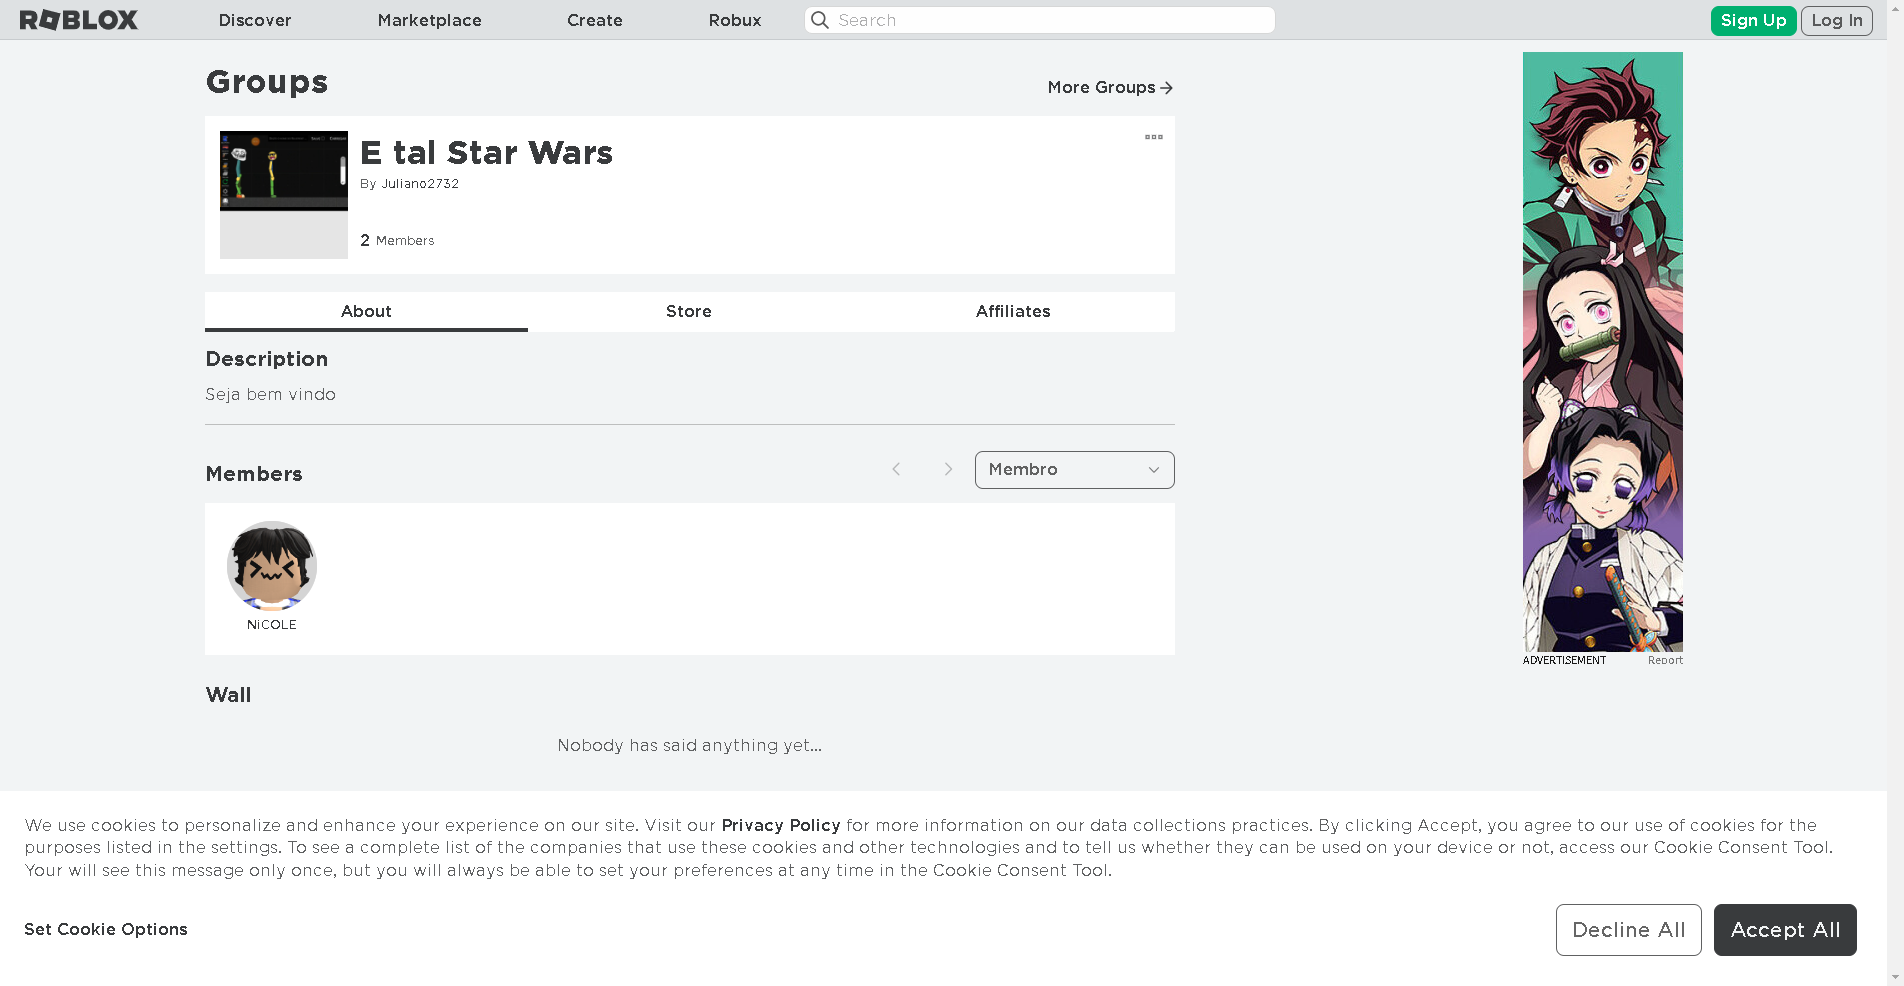 ROBLOX Discover Marketplace Create Robux Search Sign Up Log In
Groups
More Groups
E tal Star Wars
By Juliano2732
2 Members
About Store Affiliates
Description
Seja bem vindo
Members
Membro
NiCOLE
Wall
Nobody has said anything yet...
ADVERTISEMENT Report
We use cookies to personalize and enhance your experience on our site. Visit our Privacy Policy for more information on our data collections practices. By clicking Accept, you agree to our use of cookies for the
purposes listed in the settings. To see a complete list of the companies that use these cookies and other technologies and to tell us whether they can be used on your device or not, access our Cookie Consent Tool.
Your will see this message only once, but you will always be able to set your preferences at any time in the Cookie Consent Tool.
Set Cookie Options
Decline All
Accept All